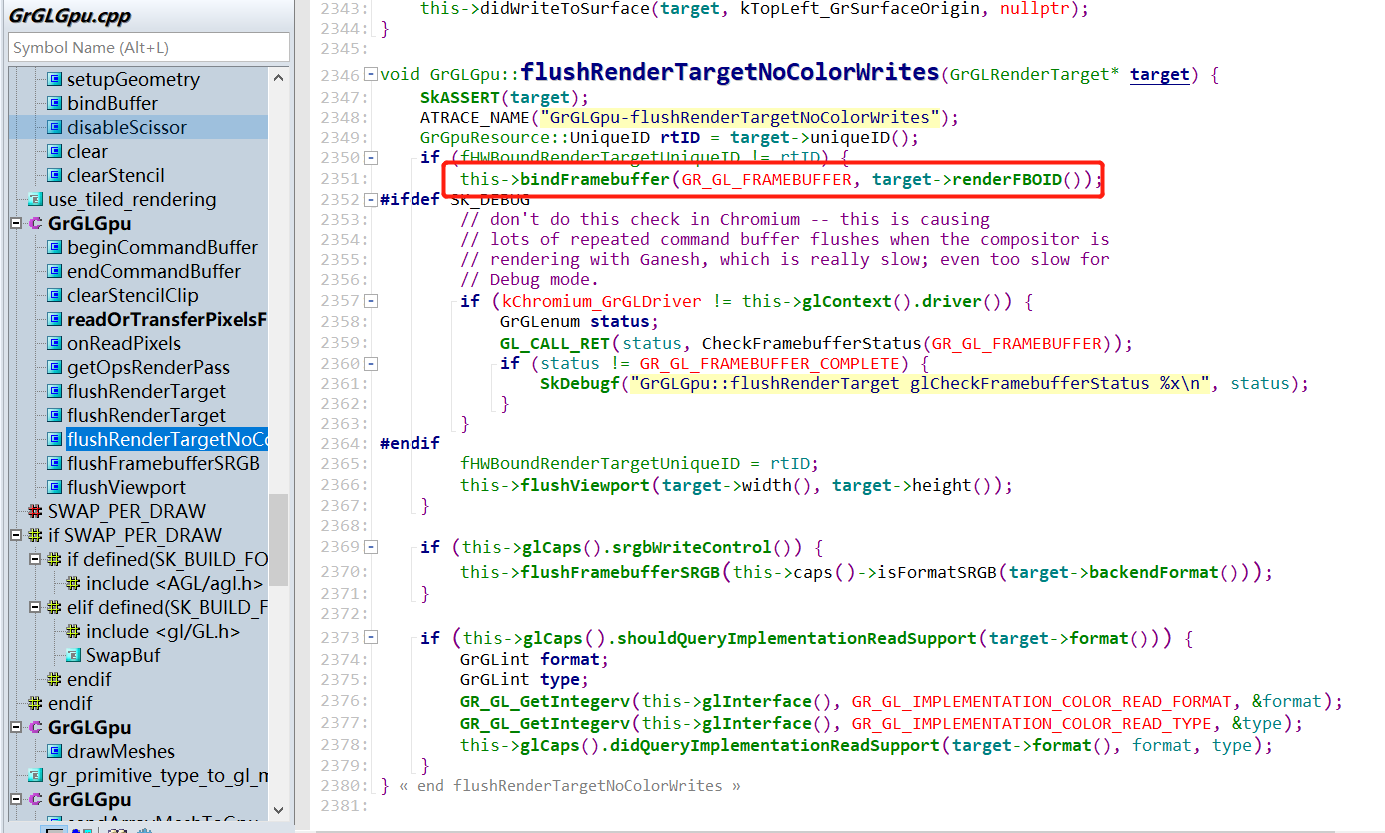 GrGLGpu.cpp
Symbol Name (Alt+L)
setupGeometry
bindBuffer
disableScissor
clear
clearStencil
use_tiled_rendering
GrGLGpu
beginCommandBuffer
endCommandBuffer
clearStencilClip
readOrTransferPixelsF
onReadPixels
getOpsRenderPass
flushRenderTarget
flushRenderTarget
flushRenderTargetNoCo
flushFramebufferSRGB
flushViewport
SWAP_PER_DRAW
if SWAP_PER_DRAW
if defined(SK_BUILD_FO
include <AGL/agl.h>
elif defined(SK_BUILD_F
include <gl/GL.h>
SwapBuf
endif
endif
GrGLGpu
drawMeshes
gr_primitive_type_to_gl_m
GrGLGpu
2343:     this->didWriteToSurface(target, kTopLeft_GrSurfaceOrigin, nullptr);
2344: }
2345:
2346: void GrGLGpu::flushRenderTargetNoColorWrites(GrGLRenderTarget* target) {
2347:     SkASSERT(target);
2348:     ATRACE_NAME("GrGLGpu-flushRenderTargetNoColorWrites");
2349:     GrGpuResource::UniqueID rtID = target->uniqueID();
2350:     if (fHWBoundRenderTargetUniqueID != rtID) {
2351:         this->bindFramebuffer(GR_GL_FRAMEBUFFER, target->renderFBOID());
2352: #ifdef SK_DEBUG
2353:         // don't do this check in Chromium -- this is causing
2354:         // lots of repeated command buffer flushes when the compositor is
2355:         // rendering with Ganesh, which is really slow; even too slow for
2356:         // Debug mode.
2357:         if (kChromium_GrGLDriver != this->glContext().driver()) {
2358:             GrGLenum status;
2359:             GL_CALL_RET(status, CheckFramebufferStatus(GR_GL_FRAMEBUFFER));
2360:             if (status != GR_GL_FRAMEBUFFER_COMPLETE) {
2361:                 SkDebugf("GrGLGpu::flushRenderTarget glCheckFramebufferStatus %x\n", status);
2362:             }
2363:         }
2364: #endif
2365:         fHWBoundRenderTargetUniqueID = rtID;
2366:         this->flushViewport(target->width(), target->height());
2367:     }
2368:
2369:     if (this->glCaps().srgbWriteControl()) {
2370:         this->flushFramebufferSRGB(this->caps()->isFormatSRGB(target->backendFormat()));
2371:     }
2372:
2373:     if (this->glCaps().shouldQueryImplementationReadSupport(target->format())) {
2374:         GrGLint format;
2375:         GrGLint type;
2376:         GR_GL_GetIntegerv(this->glInterface(), GR_GL_IMPLEMENTATION_COLOR_READ_FORMAT, &format);
2377:         GR_GL_GetIntegerv(this->glInterface(), GR_GL_IMPLEMENTATION_COLOR_READ_TYPE, &type);
2378:         this->glCaps().didQueryImplementationReadSupport(target->format(), format, type);
2379:     }
2380: } « end flushRenderTargetNoColorWrites »
2381: